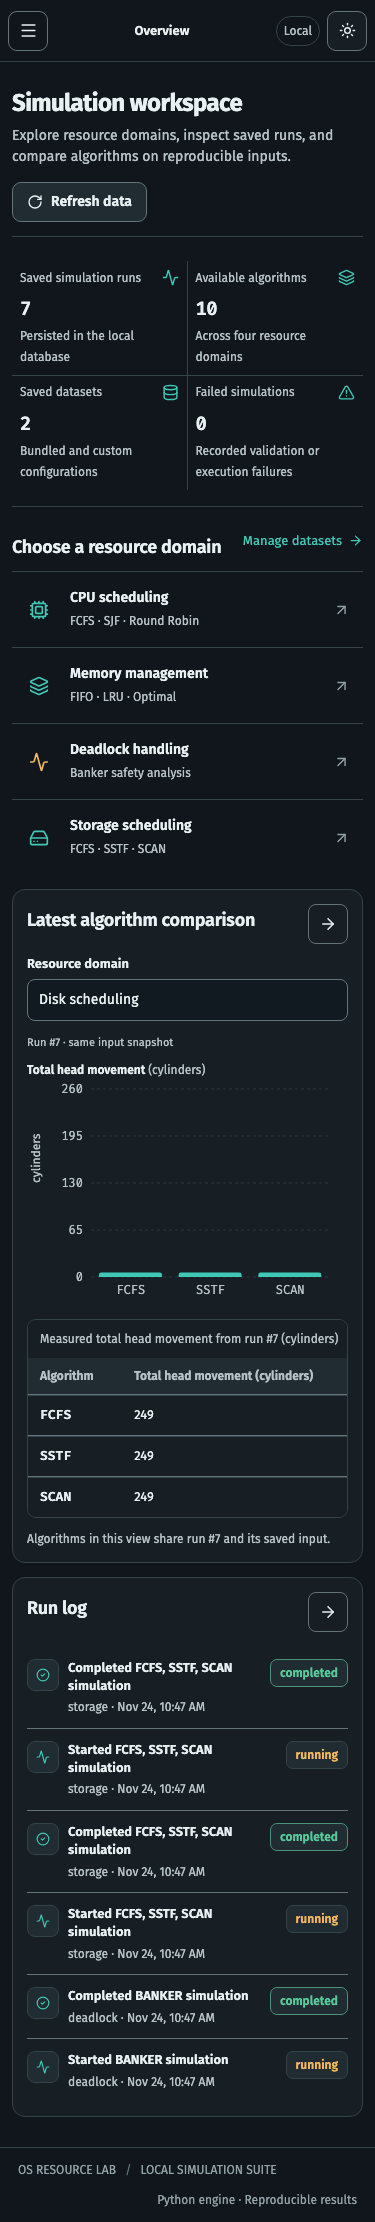 Overview
Local
Simulation workspace
Explore resource domains, inspect saved runs, and
compare algorithms on reproducible inputs.
Refresh data
Saved simulation runs
7
Persisted in the local
database
Available algorithms
10
Across four resource
domains
Saved datasets
2
Bundled and custom
configurations
Failed simulations
0
Recorded validation or
execution failures
Choose a resource domain
Manage datasets
CPU scheduling
FCFS · SJF · Round Robin
Memory management
FIFO · LRU · Optimal
Deadlock handling
Banker safety analysis
Storage scheduling
FCFS · SSTF · SCAN
Latest algorithm comparison
Resource domain
Disk scheduling
Run #7 · same input snapshot
Total head movement (cylinders)
260
195
130
65
0
cylinders
FCFS SSTF SCAN
Measured total head movement from run #7 (cylinders)
Algorithm Total head movement (cylinders)
FCFS 249
SSTF 249
SCAN 249
Algorithms in this view share run #7 and its saved input.
Run log
Completed FCFS, SSTF, SCAN
simulation
completed
storage · Nov 24, 10:47 AM
Started FCFS, SSTF, SCAN
simulation
running
storage · Nov 24, 10:47 AM
Completed FCFS, SSTF, SCAN
simulation
completed
storage · Nov 24, 10:47 AM
Started FCFS, SSTF, SCAN
simulation
running
storage · Nov 24, 10:47 AM
Completed BANKER simulation
completed
deadlock · Nov 24, 10:47 AM
Started BANKER simulation
running
deadlock · Nov 24, 10:47 AM
OS RESOURCE LAB / LOCAL SIMULATION SUITE
Python engine · Reproducible results